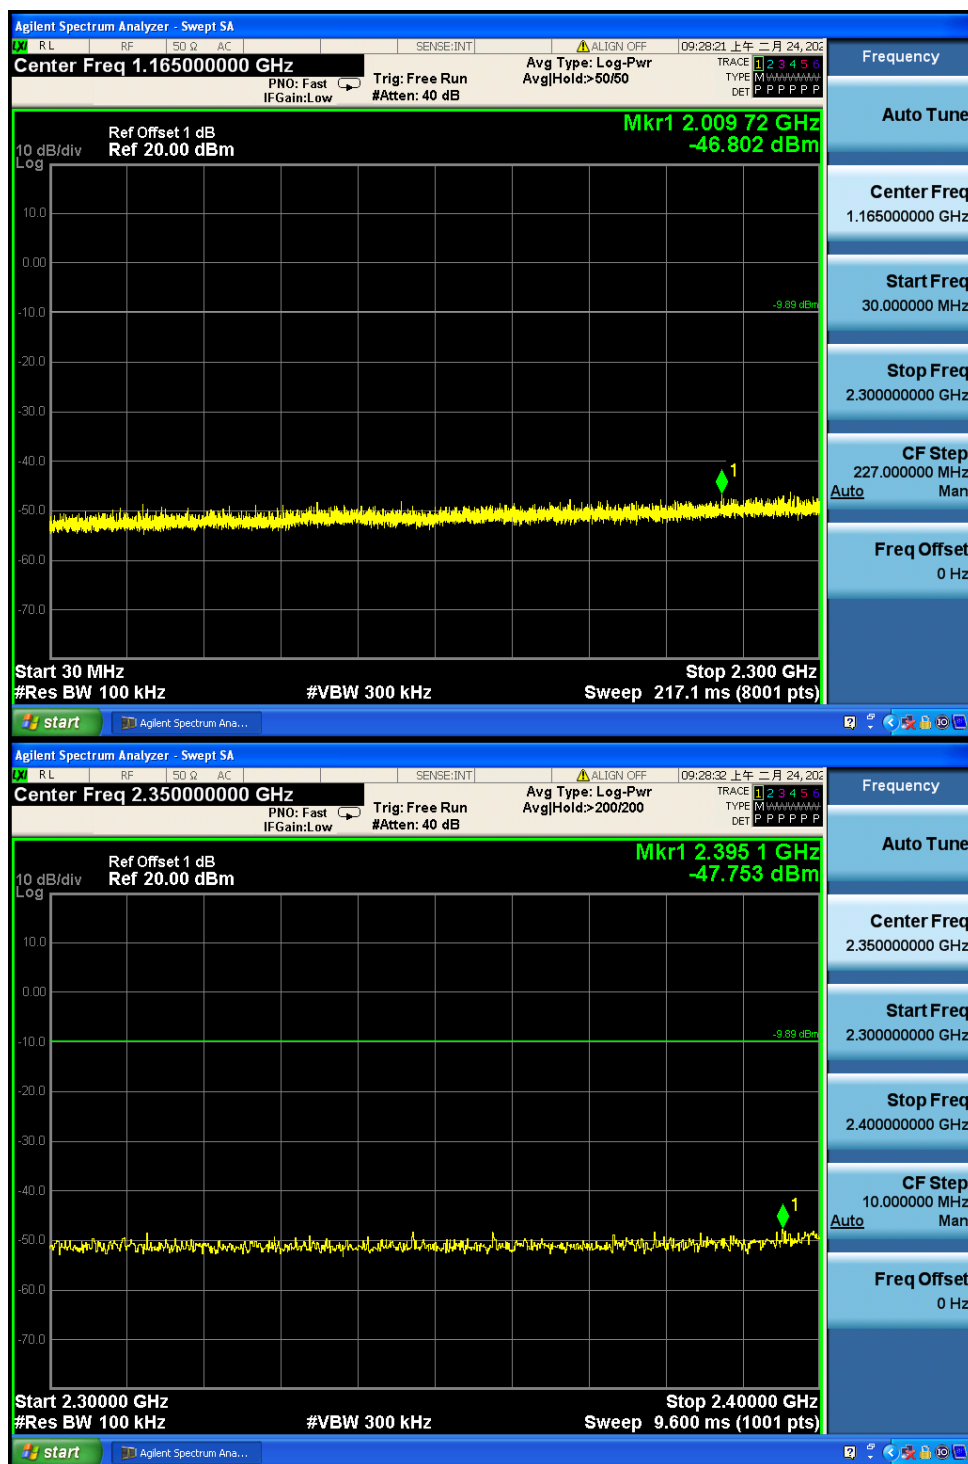 Agilent Spectrum Analyzer - Swept SA
LXI RL RF 50 Ω AC SENSE:INT ALIGN OFF 09:28:21 上午 二月 24, 202
Center Freq 1.165000000 GHz
PNO: Fast
IFGain:Low
Trig: Free Run
#Atten: 40 dB
Avg Type: Log-Pwr
Avg|Hold:>50/50
TRACE 1 2 3 4 5 6
TYPE M
DET P P P P P P
Frequency
Auto Tune
Ref Offset 1 dB
Ref 20.00 dBm
10 dB/div
Log
Mkr1 2.009 72 GHz
-46.802 dBm
10.0
0.00
-10.0
-20.0
-30.0
-40.0
-50.0
-60.0
-70.0
-9.89 dBm
1
Center Freq
1.165000000 GHz
Start Freq
30.000000 MHz
Stop Freq
2.300000000 GHz
CF Step
227.000000 MHz
Auto Man
Freq Offset
0 Hz
Start 30 MHz Stop 2.300 GHz
#Res BW 100 kHz #VBW 300 kHz Sweep 217.1 ms (8001 pts)
start Agilent Spectrum Ana...
Agilent Spectrum Analyzer - Swept SA
LXI RL RF 50 Ω AC SENSE:INT ALIGN OFF 09:28:32 上午 二月 24, 202
Center Freq 2.350000000 GHz
PNO: Fast
IFGain:Low
Trig: Free Run
#Atten: 40 dB
Avg Type: Log-Pwr
Avg|Hold:>200/200
TRACE 1 2 3 4 5 6
TYPE M
DET P P P P P P
Frequency
Auto Tune
Ref Offset 1 dB
Ref 20.00 dBm
10 dB/div
Log
Mkr1 2.395 1 GHz
-47.753 dBm
10.0
0.00
-10.0
-20.0
-30.0
-40.0
-50.0
-60.0
-70.0
-9.89 dBm
1
Center Freq
2.350000000 GHz
Start Freq
2.300000000 GHz
Stop Freq
2.400000000 GHz
CF Step
10.000000 MHz
Auto Man
Freq Offset
0 Hz
Start 2.30000 GHz Stop 2.40000 GHz
#Res BW 100 kHz #VBW 300 kHz Sweep 9.600 ms (1001 pts)
start Agilent Spectrum Ana...